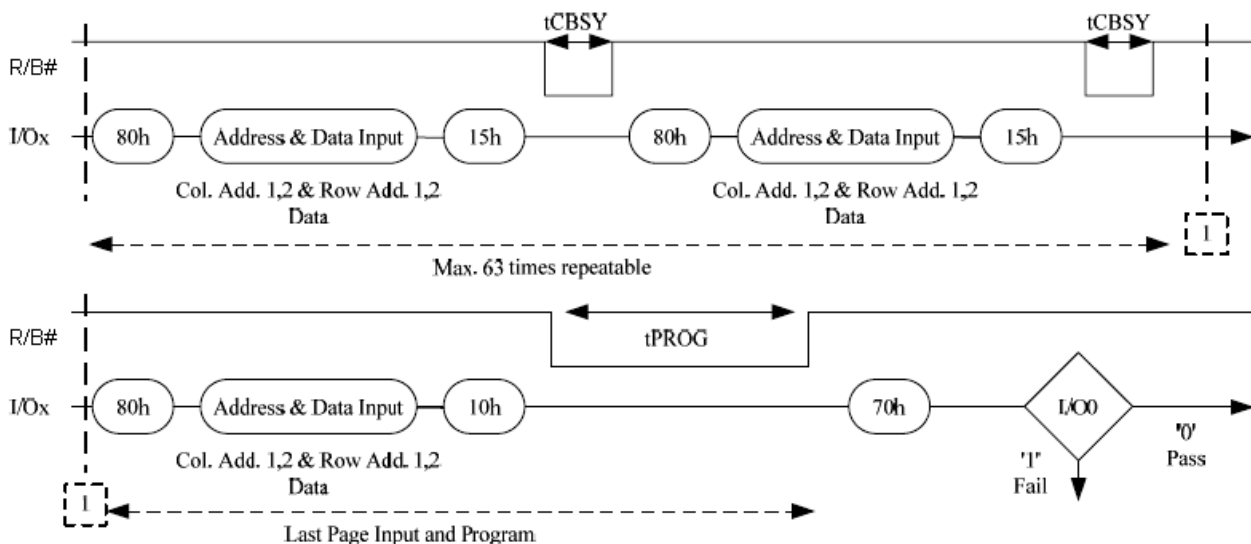 tCBSY tCBSY
R/B#
I/Ox 80h Address & Data Input 15h 80h Address & Data Input 15h
Col. Add. 1,2 & Row Add. 1,2 Col. Add. 1,2 & Row Add. 1,2
Data Data
1
Max. 63 times repeatable
R/B#
tPROG
I/Ox 80h Address & Data Input 10h 70h I/O0
'0'
Pass
Col. Add. 1,2 & Row Add. 1,2 '1'
Data Fail
1
Last Page Input and Program